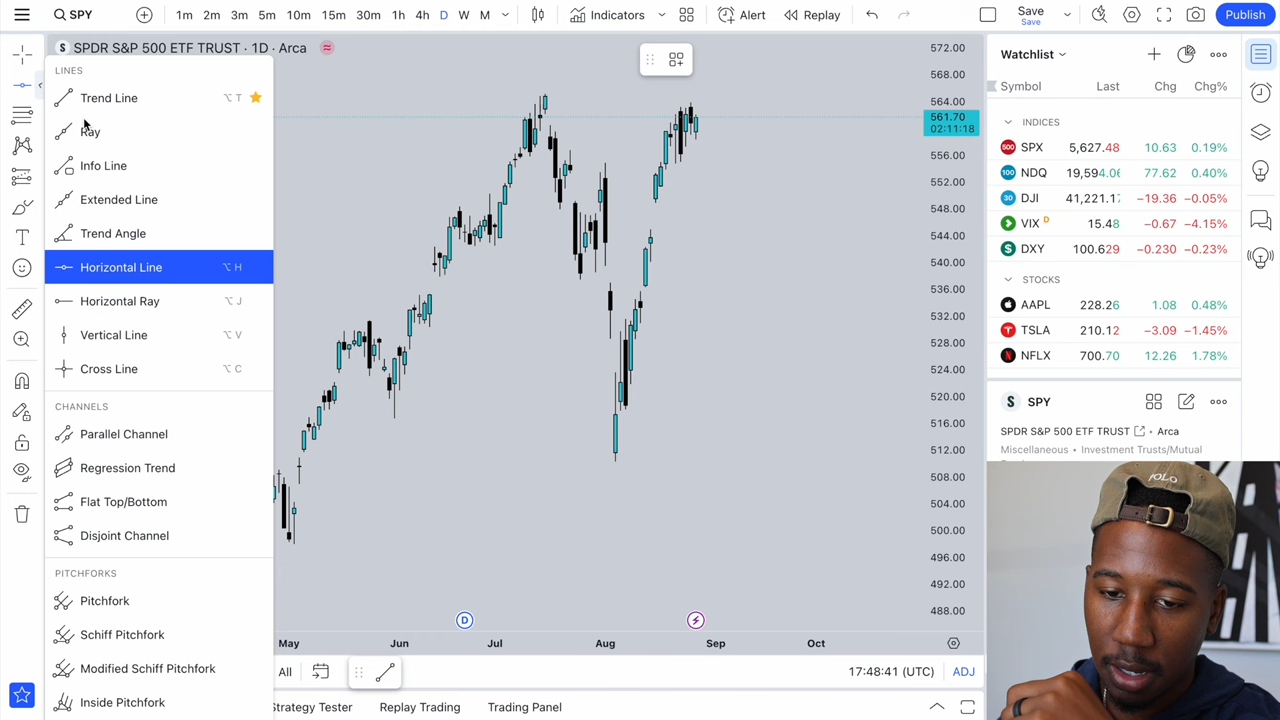 SPY
1m 2m 3m 5m 10m 15m 30m 1h 4h D W M
Indicators
Alert
Replay
Save
Save
Publish
S SPDR S&P 500 ETF TRUST · 1D · Arca
LINES
Trend Line ⌥ T
Ray
Info Line
Extended Line
Trend Angle
Horizontal Line ⌥ H
Horizontal Ray ⌥ J
Vertical Line ⌥ V
Cross Line ⌥ C
CHANNELS
Parallel Channel
Regression Trend
Flat Top/Bottom
Disjoint Channel
PITCHFORKS
Pitchfork
Schiff Pitchfork
Modified Schiff Pitchfork
Inside Pitchfork
572.00
568.00
564.00
561.70
02:11:18
556.00
552.00
548.00
544.00
540.00
536.00
532.00
528.00
524.00
520.00
516.00
512.00
508.00
504.00
500.00
496.00
492.00
488.00
D
May Jun Jul Aug Sep Oct
All
17:48:41 (UTC) ADJ
Strategy Tester Replay Trading Trading Panel
Watchlist
Symbol Last Chg Chg%
INDICES
500 SPX 5,627.48 10.63 0.19%
100 NDQ 19,594.06 77.62 0.40%
30 DJI 41,221.17 −19.36 −0.05%
VIX D 15.48 −0.67 −4.15%
$ DXY 100.629 −0.230 −0.23%
STOCKS
AAPL 228.26 1.08 0.48%
TSLA 210.12 −3.09 −1.45%
NFLX 700.70 12.26 1.78%
S SPY
SPDR S&P 500 ETF TRUST · Arca
Miscellaneous · Investment Trusts/Mutual
POLO